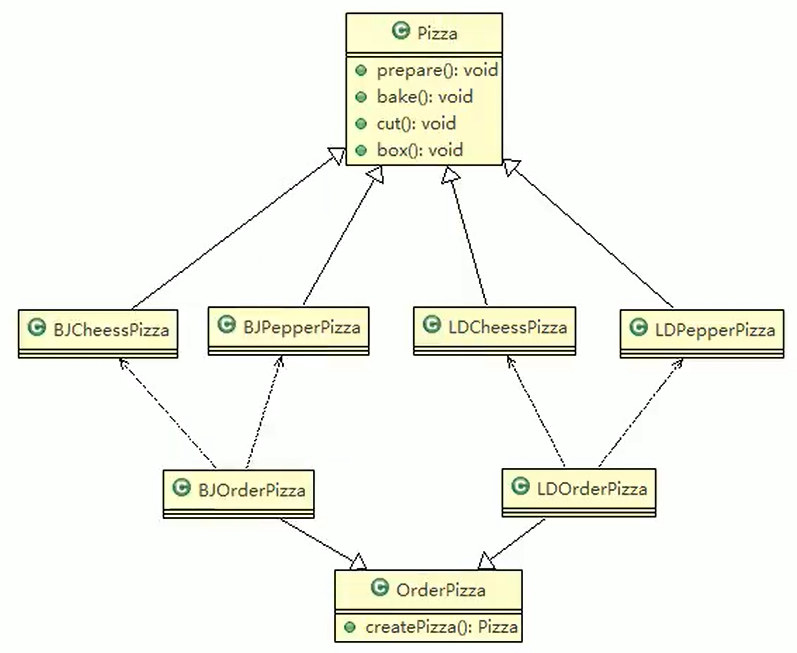 C Pizza
prepare(): void
bake(): void
cut(): void
box(): void
C BJCheessPizza
C BJPepperPizza
C LDCheessPizza
C LDPepperPizza
C BJOrderPizza
C LDOrderPizza
C OrderPizza
createPizza(): Pizza